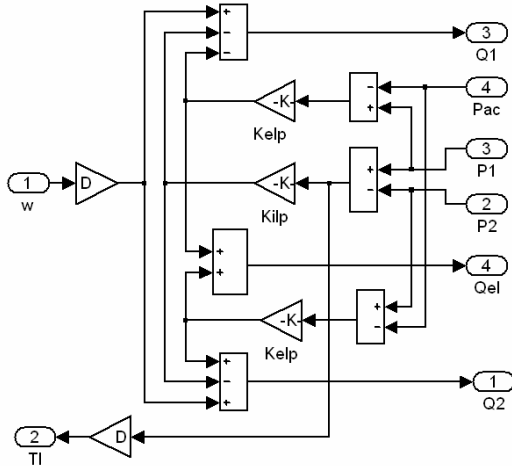 +
-
-
3
Q1
-K-
Kelp
-
+
4
Pac
1
w
D
-K-
Kilp
+
-
3
P1
2
P2
+
+
4
Qel
-K-
Kelp
+
-
+
-
+
1
Q2
2
Tl
D